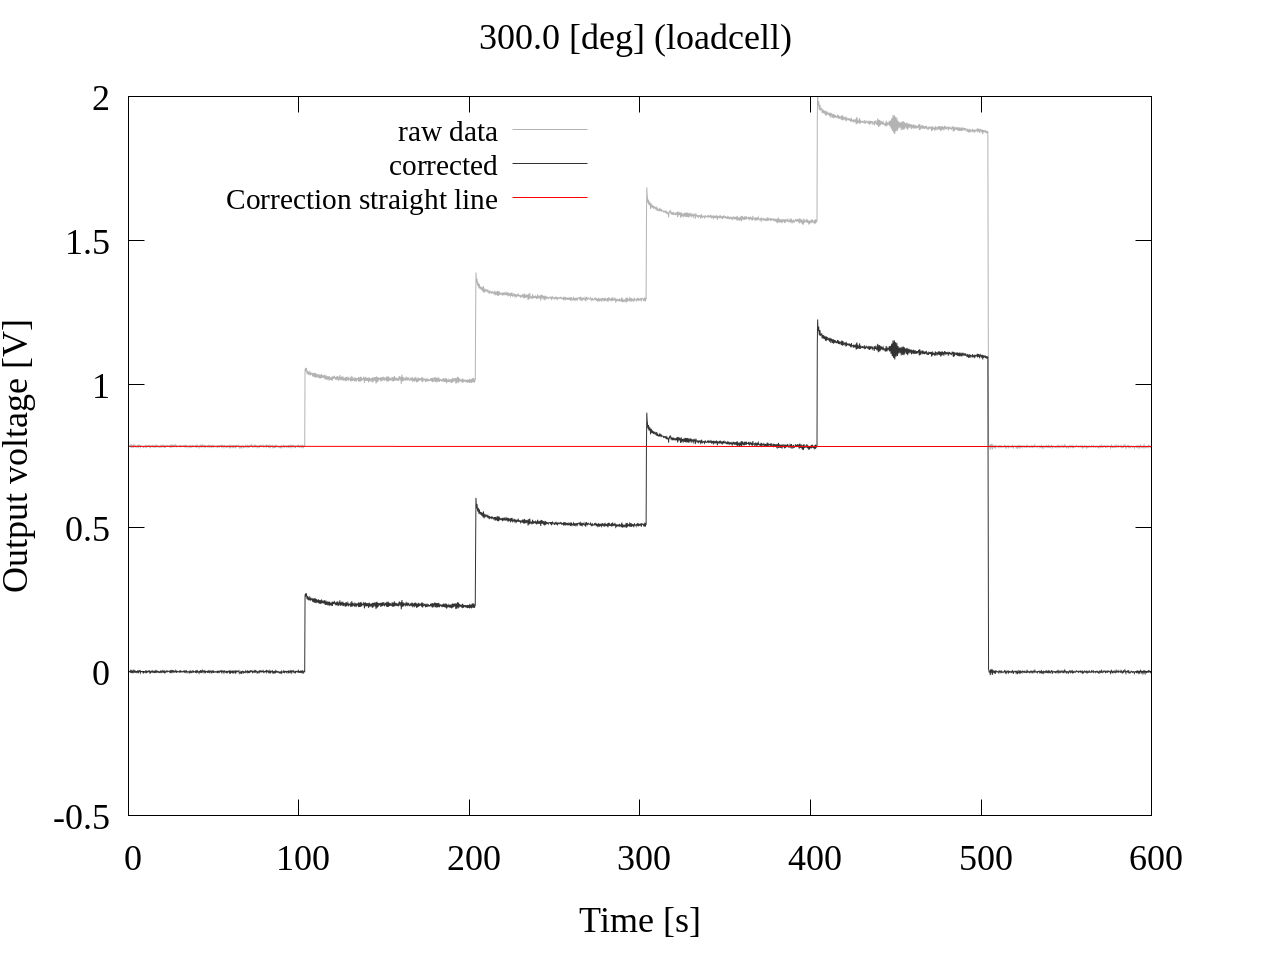 300.0 [deg] (loadcell)
2
1.5
1
0.5
0
-0.5
Output voltage [V]
raw data
corrected
Correction straight line
0 100 200 300 400 500 600
Time [s]